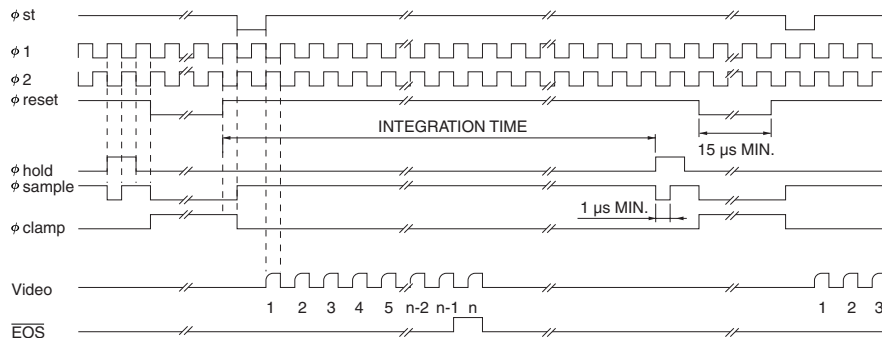 φ st
φ 1
φ 2
φ reset
INTEGRATION TIME
15 µs MIN.
φ hold
φ sample
1 µs MIN.
φ clamp
Video
1 2 3 4 5 n-2 n-1 n 1 2 3
EOS